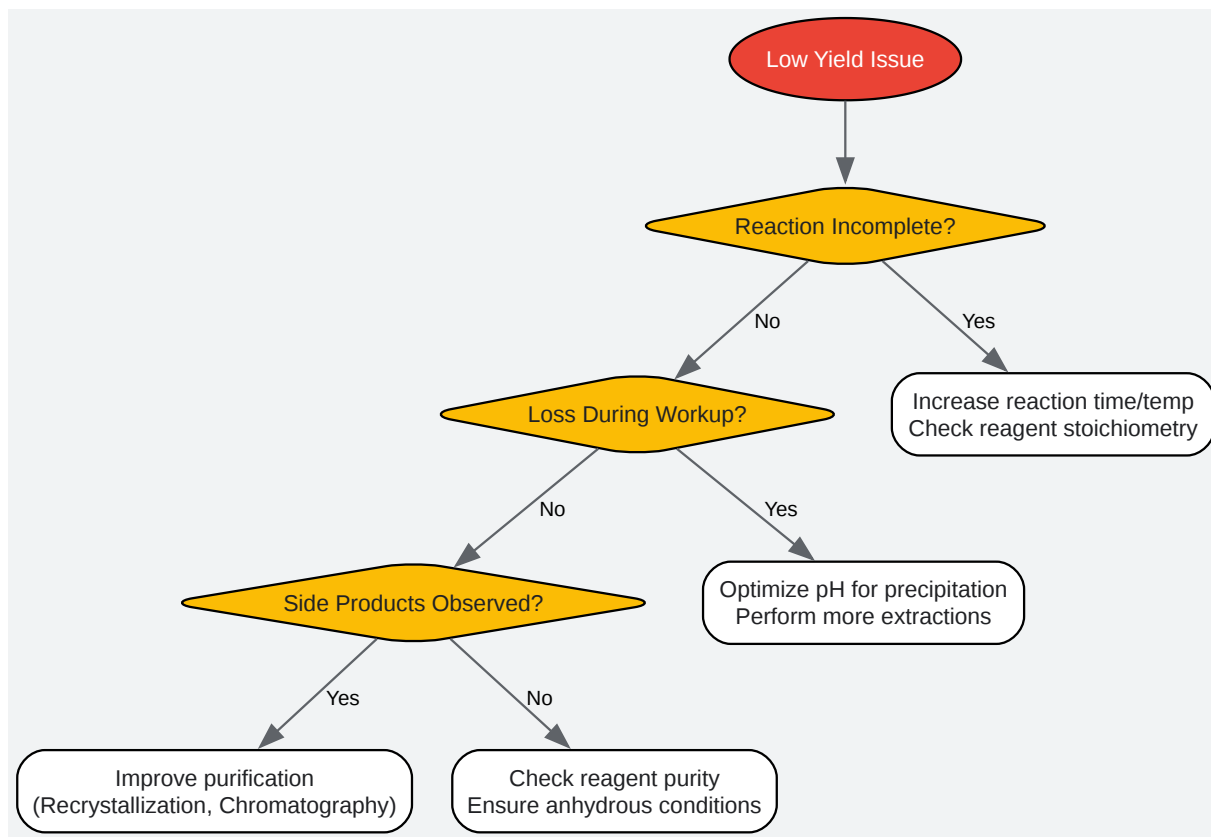 Low Yield Issue
Reaction Incomplete?
No
Yes
Increase reaction time/temp
Check reagent stoichiometry
Loss During Workup?
No
Yes
Optimize pH for precipitation
Perform more extractions
Side Products Observed?
Yes
No
Improve purification
(Recrystallization, Chromatography)
Check reagent purity
Ensure anhydrous conditions